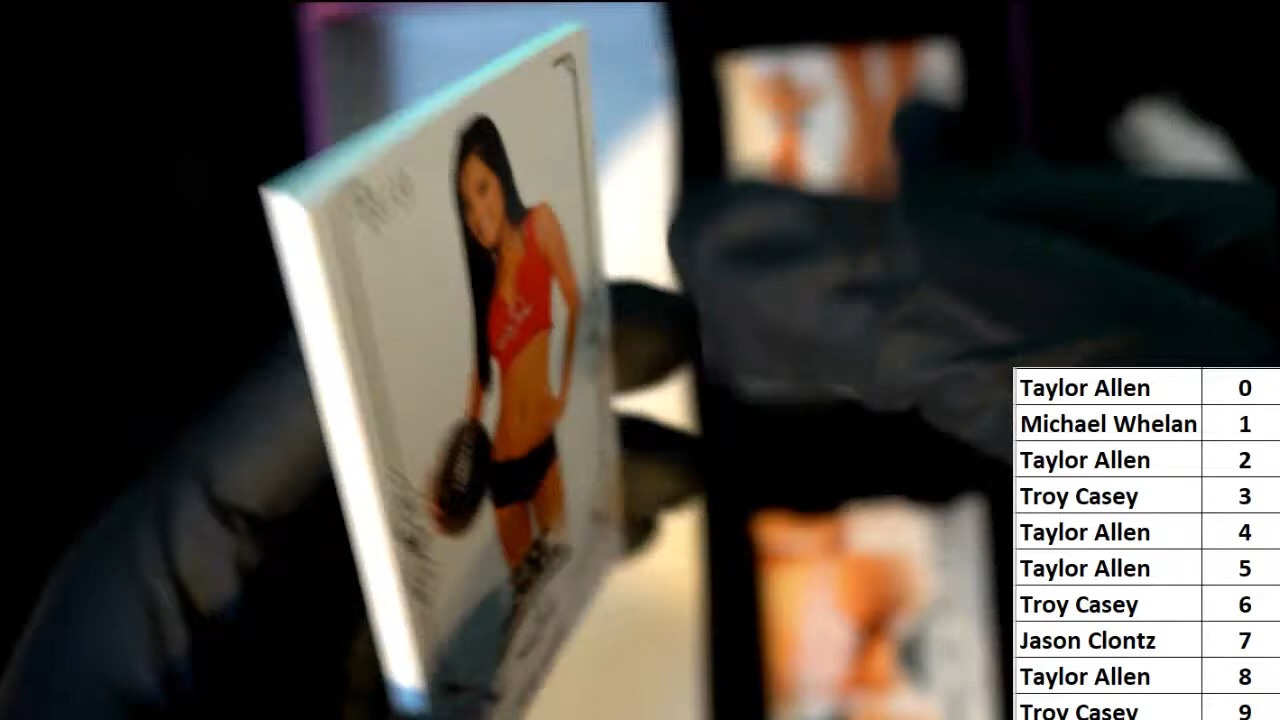 Taylor Allen 0
Michael Whelan 1
Taylor Allen 2
Troy Casey 3
Taylor Allen 4
Taylor Allen 5
Troy Casey 6
Jason Clontz 7
Taylor Allen 8
Troy Casey 9